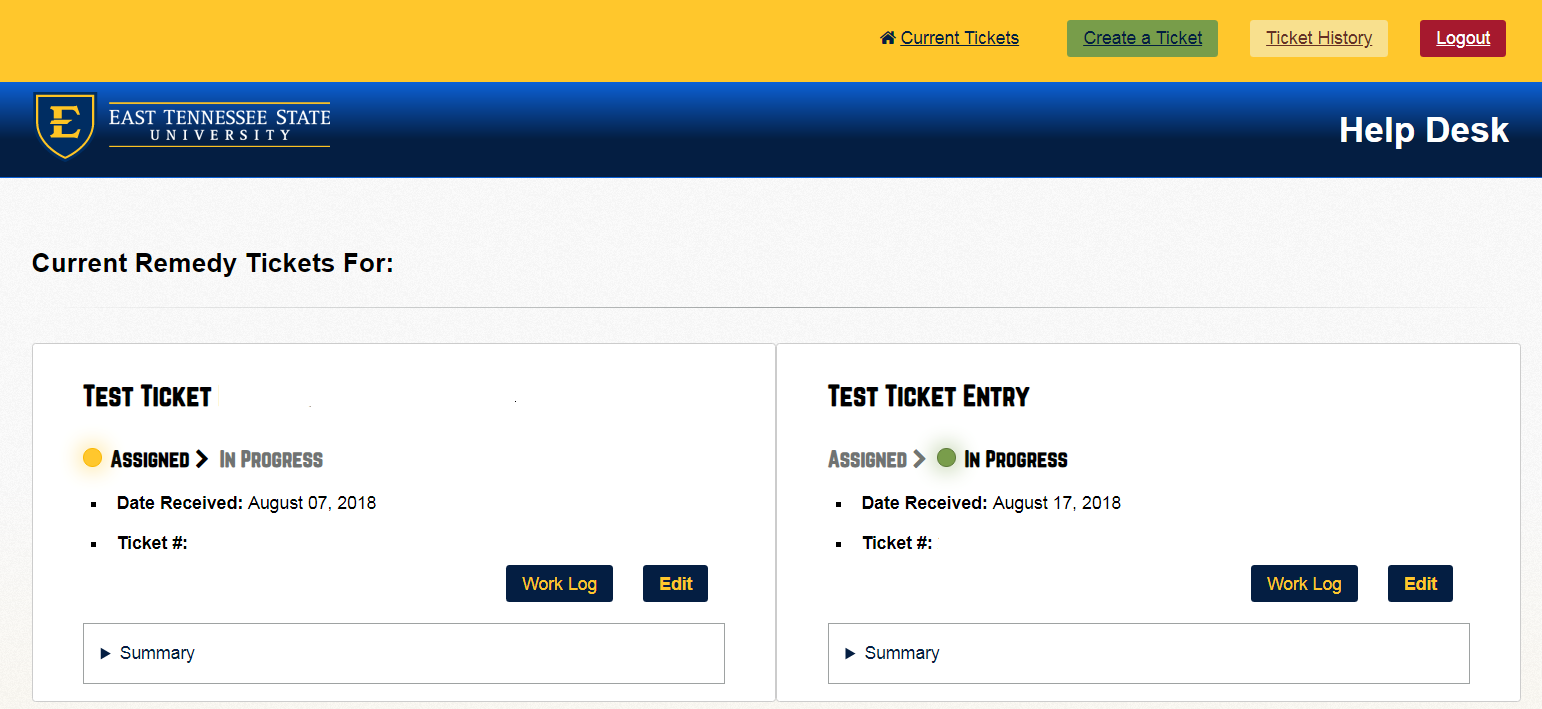 Current Tickets Create a Ticket Ticket History Logout
E
EAST TENNESSEE STATE
UNIVERSITY
Help Desk
Current Remedy Tickets For:
TEST TICKET
ASSIGNED IN PROGRESS
Date Received: August 07, 2018
Ticket #:
Work Log Edit
Summary
TEST TICKET ENTRY
ASSIGNED IN PROGRESS
Date Received: August 17, 2018
Ticket #:
Work Log Edit
Summary